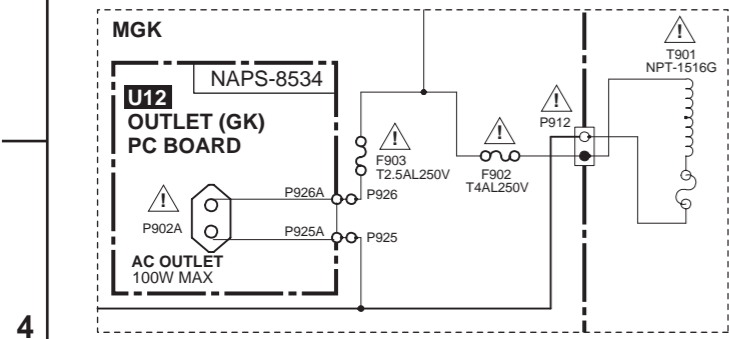 MGK
NAPS-8534
U12
OUTLET (GK)
PC BOARD
!
P902A
AC OUTLET
100W MAX
P926A
P926
P925A
P925
!
F903
T2.5AL250V
!
F902
T4AL250V
!
P912
!
T901
NPT-1516G
4